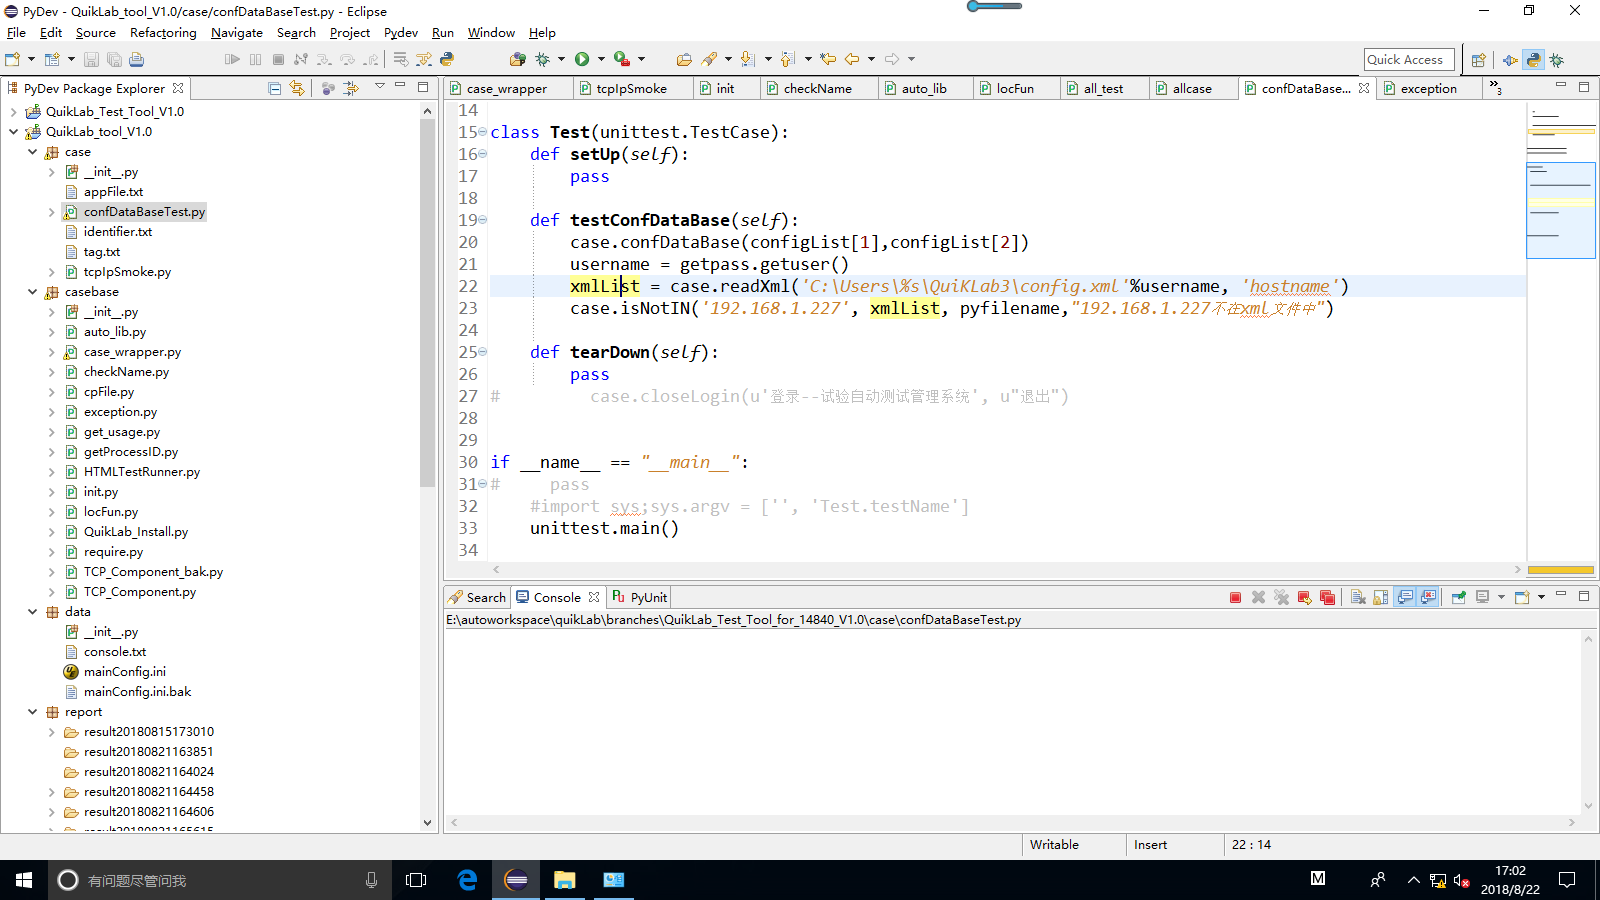 PyDev - QuikLab_tool_V1.0/case/confDataBaseTest.py - Eclipse
File Edit Source Refactoring Navigate Search Project Pydev Run Window Help
Quick Access
PyDev Package Explorer
case_wrapper tcpIpSmoke init checkName auto_lib locFun all_test allcase confDataBase... exception »3
QuikLab_Test_Tool_V1.0
QuikLab_tool_V1.0
case
__init__.py
appFile.txt
confDataBaseTest.py
identifier.txt
tag.txt
tcpIpSmoke.py
casebase
__init__.py
auto_lib.py
case_wrapper.py
checkName.py
cpFile.py
exception.py
get_usage.py
getProcessID.py
HTMLTestRunner.py
init.py
locFun.py
QuikLab_Install.py
require.py
TCP_Component_bak.py
TCP_Component.py
data
__init__.py
console.txt
mainConfig.ini
mainConfig.ini.bak
report
result20180815173010
result20180821163851
result20180821164024
result20180821164458
result20180821164606
result20180821165615
14
15 class Test(unittest.TestCase):
16 def setUp(self):
17 pass
18
19 def testConfDataBase(self):
20 case.confDataBase(configList[1],configList[2])
21 username = getpass.getuser()
22 xmlList = case.readXml('C:\Users\%s\QuiKLab3\config.xml'%username, 'hostname')
23 case.isNotIN('192.168.1.227', xmlList, pyfilename,"192.168.1.227不在xml文件中")
24
25 def tearDown(self):
26 pass
27 # case.closeLogin(u'登录--试验自动测试管理系统', u"退出")
28
29
30 if __name__ == "__main__":
31 # pass
32 #import sys;sys.argv = ['', 'Test.testName']
33 unittest.main()
34
Search Console PyUnit
E:\autoworkspace\quikLab\branches\QuikLab_Test_Tool_for_14840_V1.0\case\confDataBaseTest.py
Writable Insert 22 : 14
有问题尽管问我
M
17:02
2018/8/22